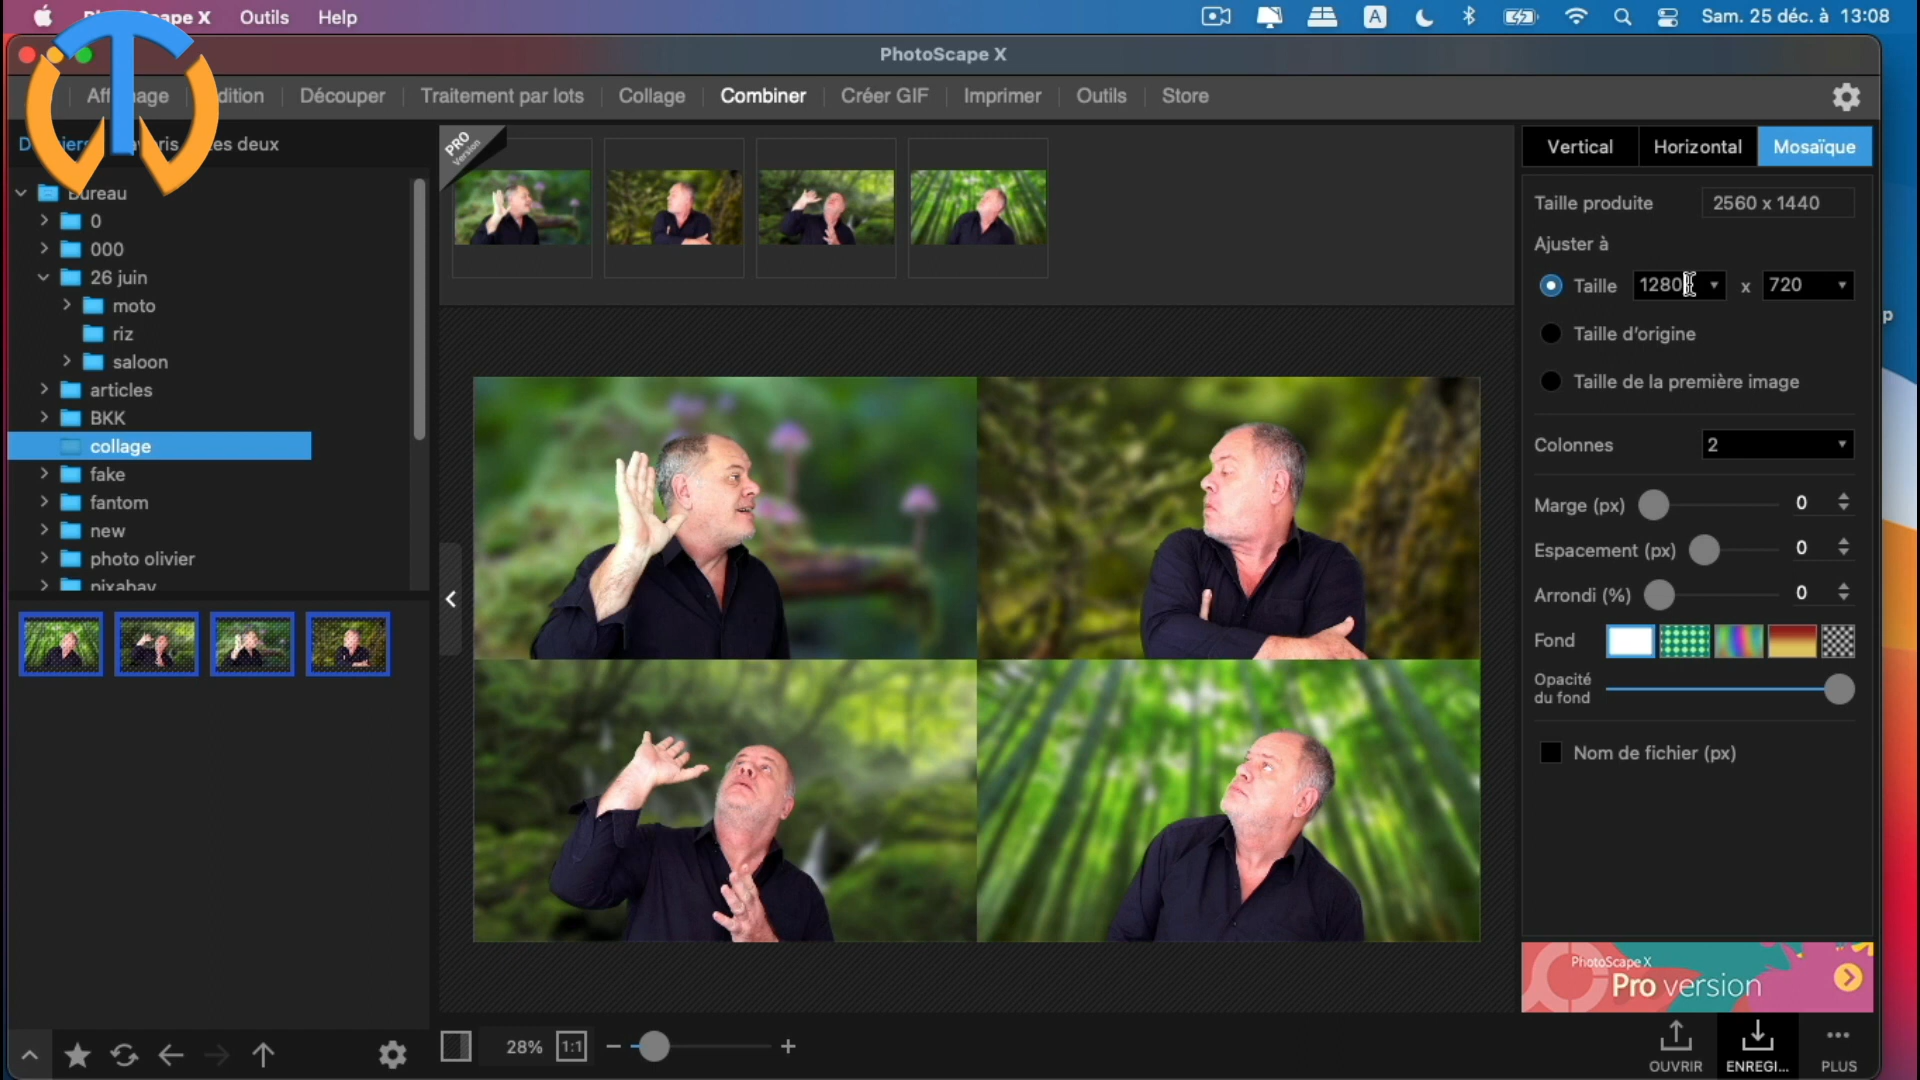 Outils Help A Sam. 25 déc. à 13:08
PhotoScape X
Découper Traitement par lots Collage Combiner Créer GIF Imprimer Outils Store
es deux
PRO
Version
Vertical Horizontal Mosaïque
Bureau
0
000
26 juin
moto
riz
saloon
articles
BKK
collage
fake
fantom
new
photo olivier
pixabay
Taille produite 2560 x 1440
Ajuster à
Taille 1280 x 720
Taille d'origine
Taille de la première image
Colonnes 2
Marge (px) 0
Espacement (px) 0
Arrondi (%) 0
Fond
Opacité
du fond
Nom de fichier (px)
PhotoScape X
Pro version
28% 1:1
OUVRIR ENREGI... PLUS
p